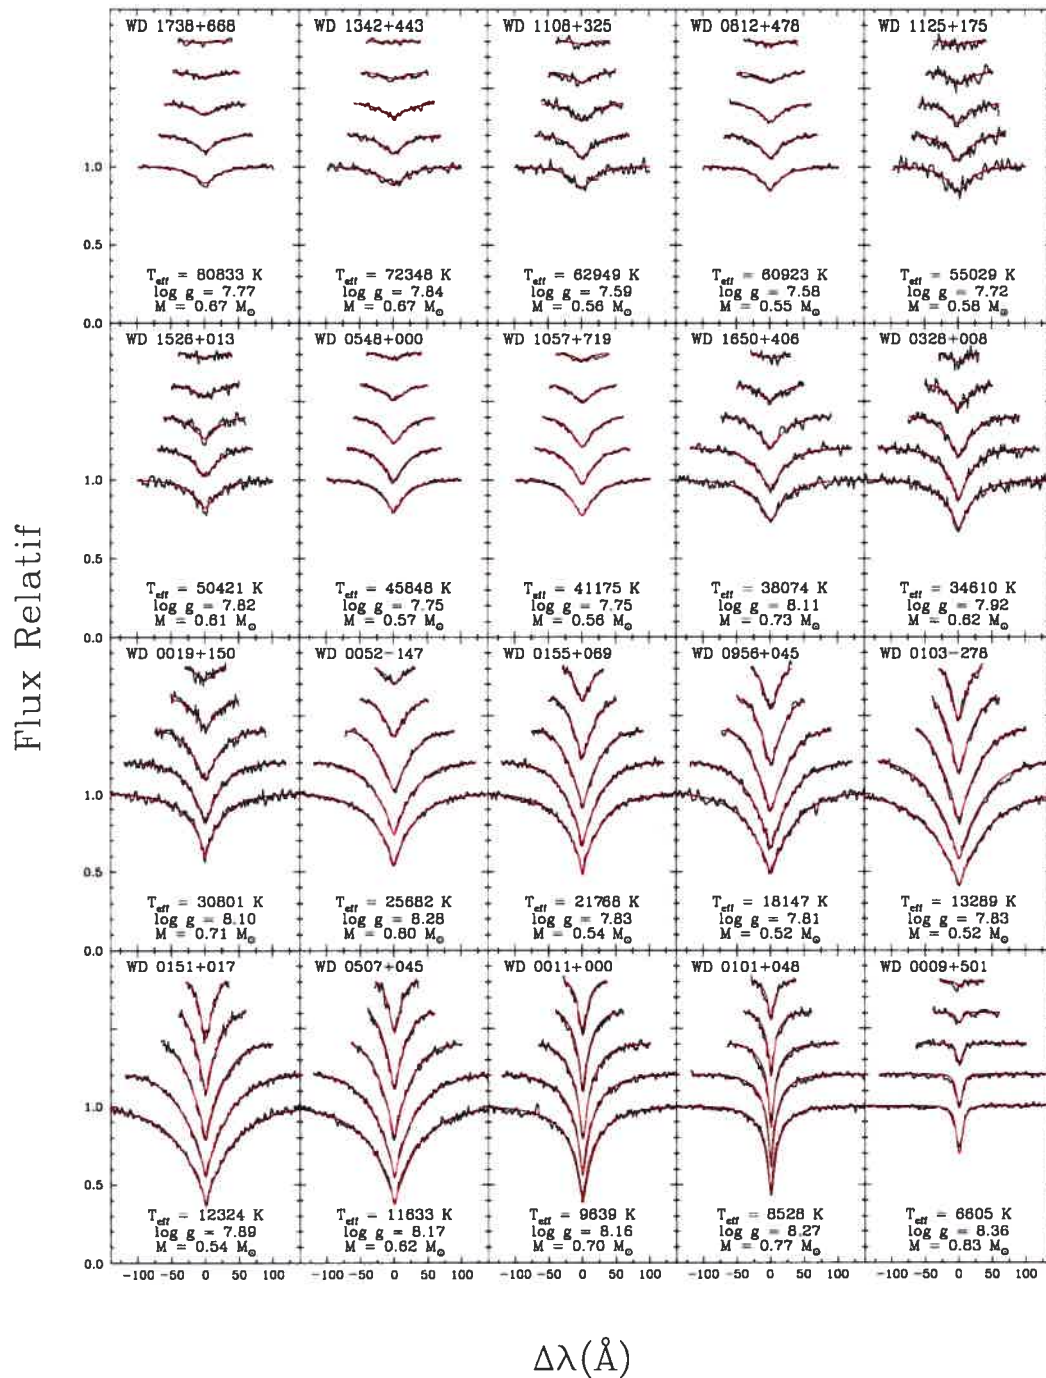 WD 1738+668
WD 1342+443
WD 1108+325
WD 0812+478
WD 1125+175
1.0
0.5
0.0
T_eff = 80833 K
log g = 7.77
M = 0.67 M_⊙
T_eff = 72348 K
log g = 7.84
M = 0.67 M_⊙
T_eff = 62949 K
log g = 7.59
M = 0.56 M_⊙
T_eff = 60923 K
log g = 7.58
M = 0.55 M_⊙
T_eff = 55029 K
log g = 7.72
M = 0.58 M_⊙
WD 1526+013
WD 0548+000
WD 1057+719
WD 1650+406
WD 0328+008
1.0
0.5
0.0
T_eff = 50421 K
log g = 7.82
M = 0.61 M_⊙
T_eff = 45848 K
log g = 7.75
M = 0.57 M_⊙
T_eff = 41175 K
log g = 7.75
M = 0.56 M_⊙
T_eff = 38074 K
log g = 8.11
M = 0.73 M_⊙
T_eff = 34610 K
log g = 7.92
M = 0.62 M_⊙
Flux Relatif
WD 0019+150
WD 0052-147
WD 0155+069
WD 0956+045
WD 0103-278
1.0
0.5
0.0
T_eff = 30801 K
log g = 8.10
M = 0.71 M_⊙
T_eff = 25682 K
log g = 8.28
M = 0.80 M_⊙
T_eff = 21768 K
log g = 7.83
M = 0.54 M_⊙
T_eff = 18147 K
log g = 7.81
M = 0.52 M_⊙
T_eff = 13289 K
log g = 7.83
M = 0.52 M_⊙
WD 0151+017
WD 0507+045
WD 0011+000
WD 0101+048
WD 0009+501
1.0
0.5
0.0
T_eff = 12324 K
log g = 7.89
M = 0.54 M_⊙
T_eff = 11633 K
log g = 8.17
M = 0.62 M_⊙
T_eff = 9639 K
log g = 8.16
M = 0.70 M_⊙
T_eff = 8528 K
log g = 8.27
M = 0.77 M_⊙
T_eff = 6605 K
log g = 8.36
M = 0.83 M_⊙
-100 -50 0 50 100
-100 -50 0 50 100
-100 -50 0 50 100
-100 -50 0 50 100
-100 -50 0 50 100
Δλ(Å)